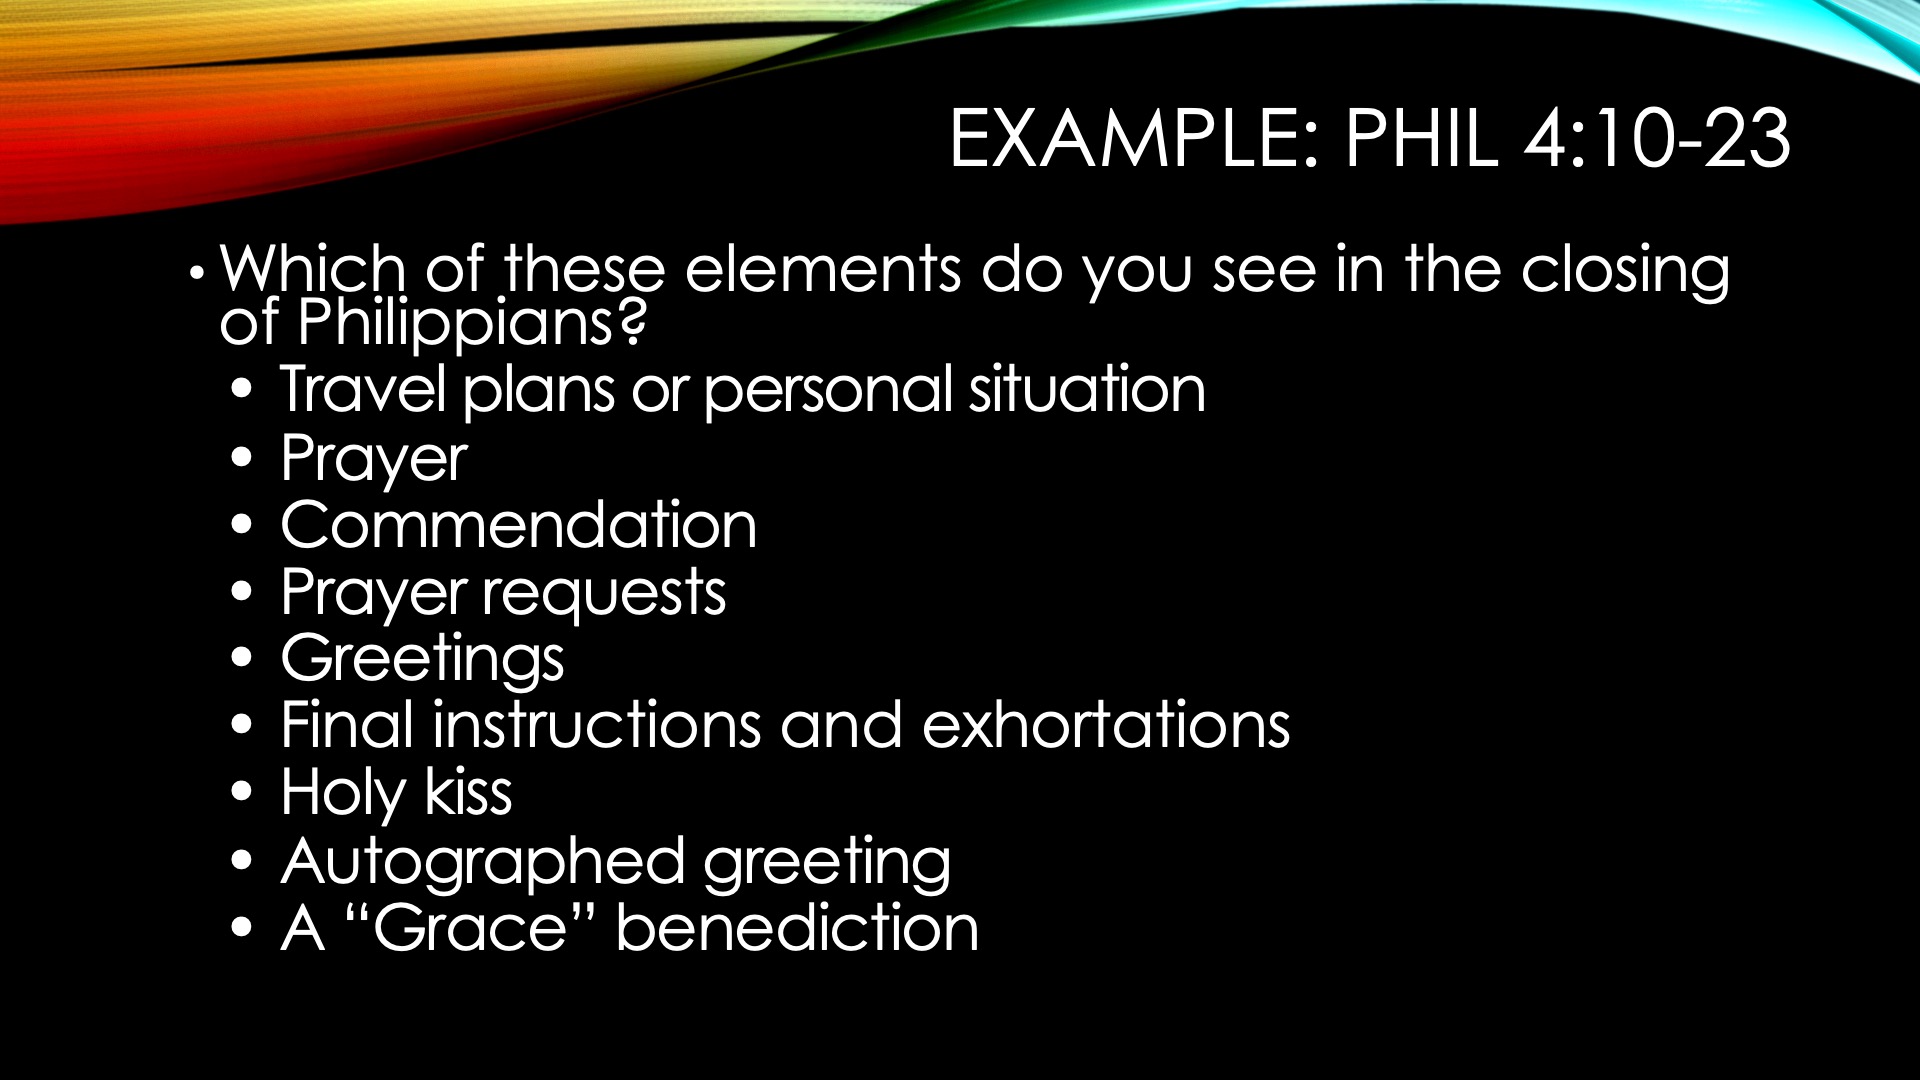 EXAMPLE: PHIL 4:10-23
• Which of these elements do you see in the closing
of Philippians?
• Travel plans or personal situation
• Prayer
• Commendation
• Prayer requests
• Greetings
• Final instructions and exhortations
• Holy kiss
• Autographed greeting
• A “Grace” benediction